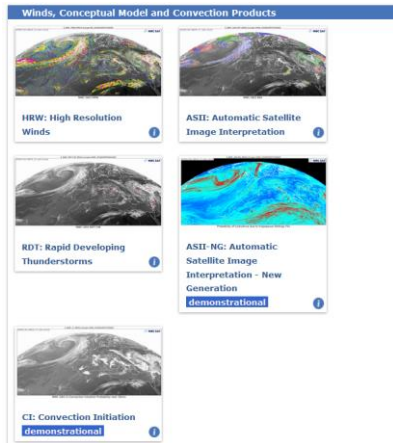 Winds, Conceptual Model and Convection Products
HRW: High Resolution
Winds
ASII: Automatic Satellite
Image Interpretation
RDT: Rapid Developing
Thunderstorms
ASII-NG: Automatic
Satellite Image
Interpretation - New
Generation
demonstrational
CI: Convection Initiation
demonstrational